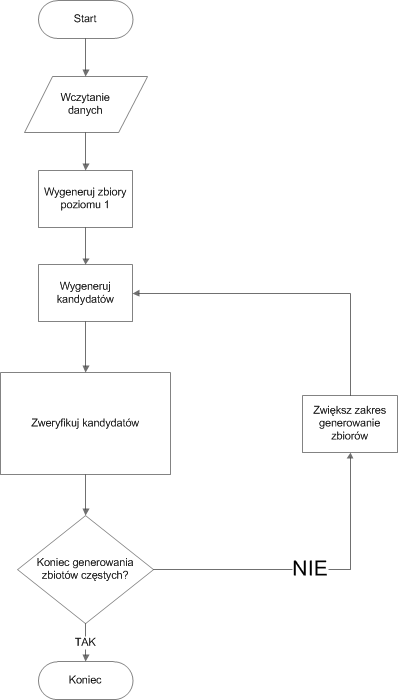 Start
Wczytanie
danych
Wygeneruj zbiory
poziomu 1
Wygeneruj
kandydatów
Zweryfikuj kandydatów
Zwiększ zakres
generowanie
zbiorów
Koniec generowania
zbiotów częstych?
NIE
TAK
Koniec